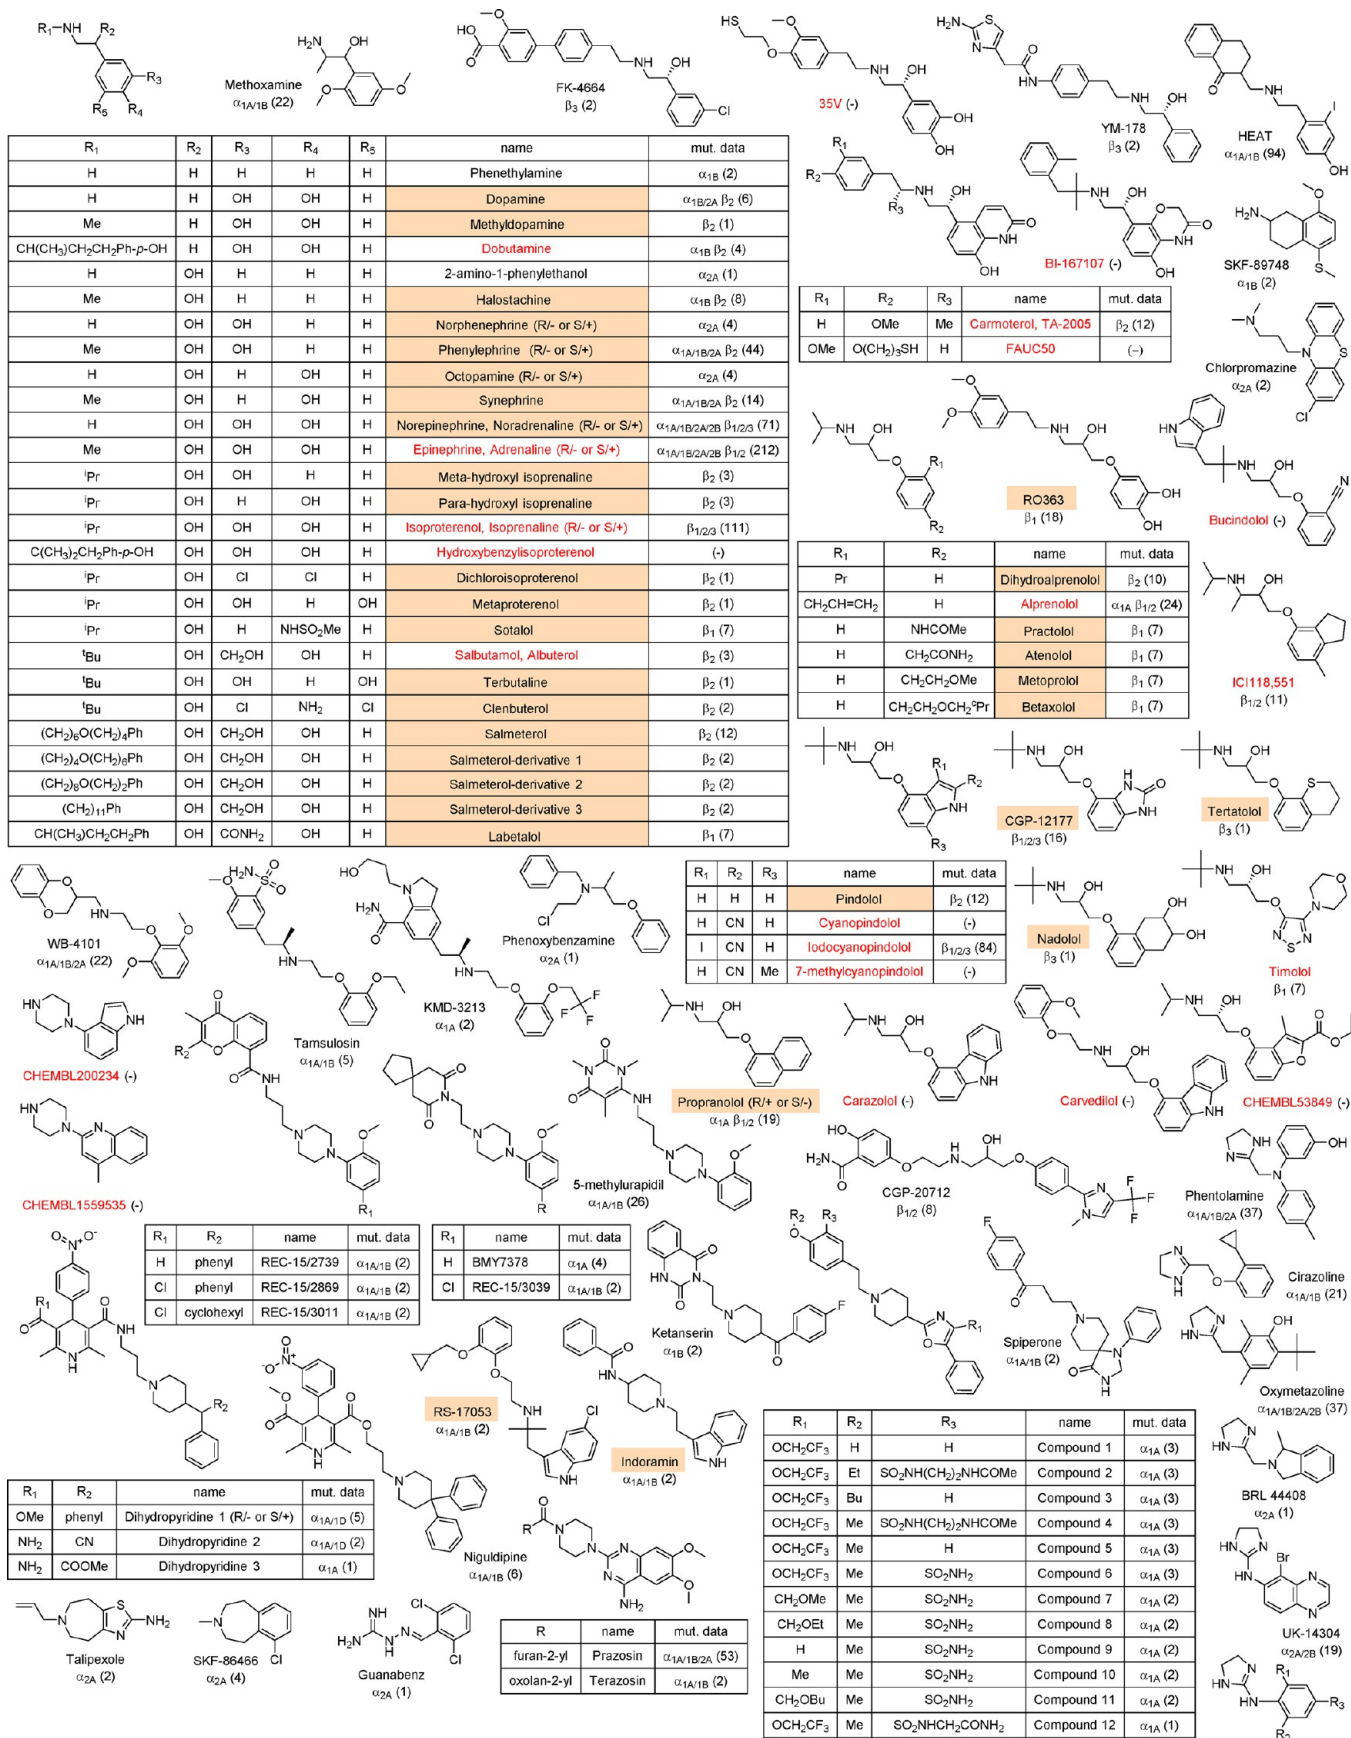 Methoxamine
α1A/1B (22)
FK-4664
β3 (2)
35V (-)
YM-178
β3 (2)
HEAT
α1A/1B (94)
R1 R2 R3 R4 R5 name mut. data
H H H H H Phenethylamine α1B (2)
H H OH OH H Dopamine α1B/2A β2 (6)
Me H OH OH H Methyldopamine β2 (1)
CH(CH3)CH2CH2Ph-p-OH H OH OH H Dobutamine α1B β2 (4)
H OH H H H 2-amino-1-phenylethanol α2A (1)
Me OH H H H Halostachine α1B β2 (8)
H OH OH H H Norphenephrine (R/- or S/+) α2A (4)
Me OH OH H H Phenylephrine (R/- or S/+) α1A/1B/2A β2 (44)
H OH H OH H Octopamine (R/- or S/+) α2A (4)
Me OH H OH H Synephrine α1A/1B/2A β2 (14)
H OH OH OH H Norepinephrine, Noradrenaline (R/- or S/+) α1A/1B/2A/2B β1/2/3 (71)
Me OH OH OH H Epinephrine, Adrenaline (R/- or S/+) α1A/1B/2A/2B β1/2 (212)
iPr OH OH H H Meta-hydroxyl isoprenaline β2 (3)
iPr OH H OH H Para-hydroxyl isoprenaline β2 (3)
iPr OH OH OH H Isoproterenol, Isoprenaline (R/- or S/+) β1/2/3 (111)
C(CH3)2CH2Ph-p-OH OH OH OH H Hydroxybenzylisoproterenol (-)
iPr OH Cl Cl H Dichloroisoproterenol β2 (1)
iPr OH OH H OH Metaproterenol β2 (1)
iPr OH H NHSO2Me H Sotalol β1 (7)
tBu OH CH2OH OH H Salbutamol, Albuterol β2 (3)
tBu OH OH H OH Terbutaline β2 (1)
tBu OH Cl NH2 Cl Clenbuterol β2 (2)
(CH2)6O(CH2)4Ph OH CH2OH OH H Salmeterol β2 (12)
(CH2)4O(CH2)6Ph OH CH2OH OH H Salmeterol-derivative 1 β2 (2)
(CH2)8O(CH2)2Ph OH CH2OH OH H Salmeterol-derivative 2 β2 (2)
(CH2)11Ph OH CH2OH OH H Salmeterol-derivative 3 β2 (2)
CH(CH3)CH2CH2Ph OH CONH2 OH H Labetalol β1 (7)
BI-167107 (-)
SKF-89748
α1B (2)
R1 R2 R3 name mut. data
H OMe Me Carmoterol, TA-2005 β2 (12)
OMe O(CH2)3SH H FAUC50 (-)
Chlorpromazine
α2A (2)
RO363
β1 (18)
Bucindolol (-)
R1 R2 name mut. data
Pr H Dihydroalprenolol β2 (10)
CH2CH=CH2 H Alprenolol α1A β1/2 (24)
H NHCOMe Practolol β1 (7)
H CH2CONH2 Atenolol β1 (7)
H CH2CH2OMe Metoprolol β1 (7)
H CH2CH2OCH2cPr Betaxolol β1 (7)
ICI118,551
β1/2 (11)
CGP-12177
β1/2/3 (16)
Tertatolol
β3 (1)
WB-4101
α1A/1B/2A (22)
Tamsulosin
α1A/1B (5)
KMD-3213
α1A (2)
Phenoxybenzamine
α2A (1)
R1 R2 R3 name mut. data
H H H Pindolol β2 (12)
H CN H Cyanopindolol (-)
I CN H Iodocyanopindolol β1/2/3 (84)
H CN Me 7-methylcyanopindolol (-)
Nadolol
β3 (1)
Timolol
β1 (7)
CHEMBL200234 (-)
CHEMBL1559535 (-)
5-methylurapidil
α1A/1B (26)
Propranolol (R/+ or S/-)
α1A β1/2 (19)
Carazolol (-)
Carvedilol (-)
CHEMBL53849 (-)
CGP-20712
β1/2 (8)
Phentolamine
α1A/1B/2A (37)
R1 R2 name mut. data
H phenyl REC-15/2739 α1A/1B (2)
Cl phenyl REC-15/2869 α1A/1B (2)
Cl cyclohexyl REC-15/3011 α1A/1B (2)
R1 name mut. data
H BMY7378 α1A (4)
Cl REC-15/3039 α1A/1B (2)
Ketanserin
α1B (2)
Spiperone
α1A/1B (2)
Cirazoline
α1A/1B (21)
Oxymetazoline
α1A/1B/2A/2B (37)
RS-17053
α1A/1B (2)
Indoramin
α1A/1B (2)
R1 R2 name mut. data
OMe phenyl Dihydropyridine 1 (R/- or S/+) α1A/1D (5)
NH2 CN Dihydropyridine 2 α1A/1D (2)
NH2 COOMe Dihydropyridine 3 α1A (1)
Niguldipine
α1A/1B (6)
R1 R2 R3 Name mut. data
OCH2CF3 H H Compound 1 α1A (3)
OCH2CF3 Et SO2NH(CH2)2NHCOMe Compound 2 α1A (3)
OCH2CF3 Bu H Compound 3 α1A (3)
OCH2CF3 Me SO2NH(CH2)2NHCOMe Compound 4 α1A (3)
OCH2CF3 Me H Compound 5 α1A (3)
OCH2CF3 Me SO2NH2 Compound 6 α1A (3)
CH2OMe Me SO2NH2 Compound 7 α1A (2)
CH2OEt Me SO2NH2 Compound 8 α1A (2)
H Me SO2NH2 Compound 9 α1A (2)
Me Me SO2NH2 Compound 10 α1A (2)
CH2OBu Me SO2NH2 Compound 11 α1A (2)
OCH2CF3 Me SO2NHCH2CONH2 Compound 12 α1A (1)
BRL 44408
α2A (1)
UK-14304
α2A/2B (19)
Talipexole
α2A (2)
SKF-86466
α2A (4)
Guanabenz
α2A (1)
R name mut. data
furan-2-yl Prazosin α1A/1B/2A (53)
oxolan-2-yl Terazosin α1A/1B (2)